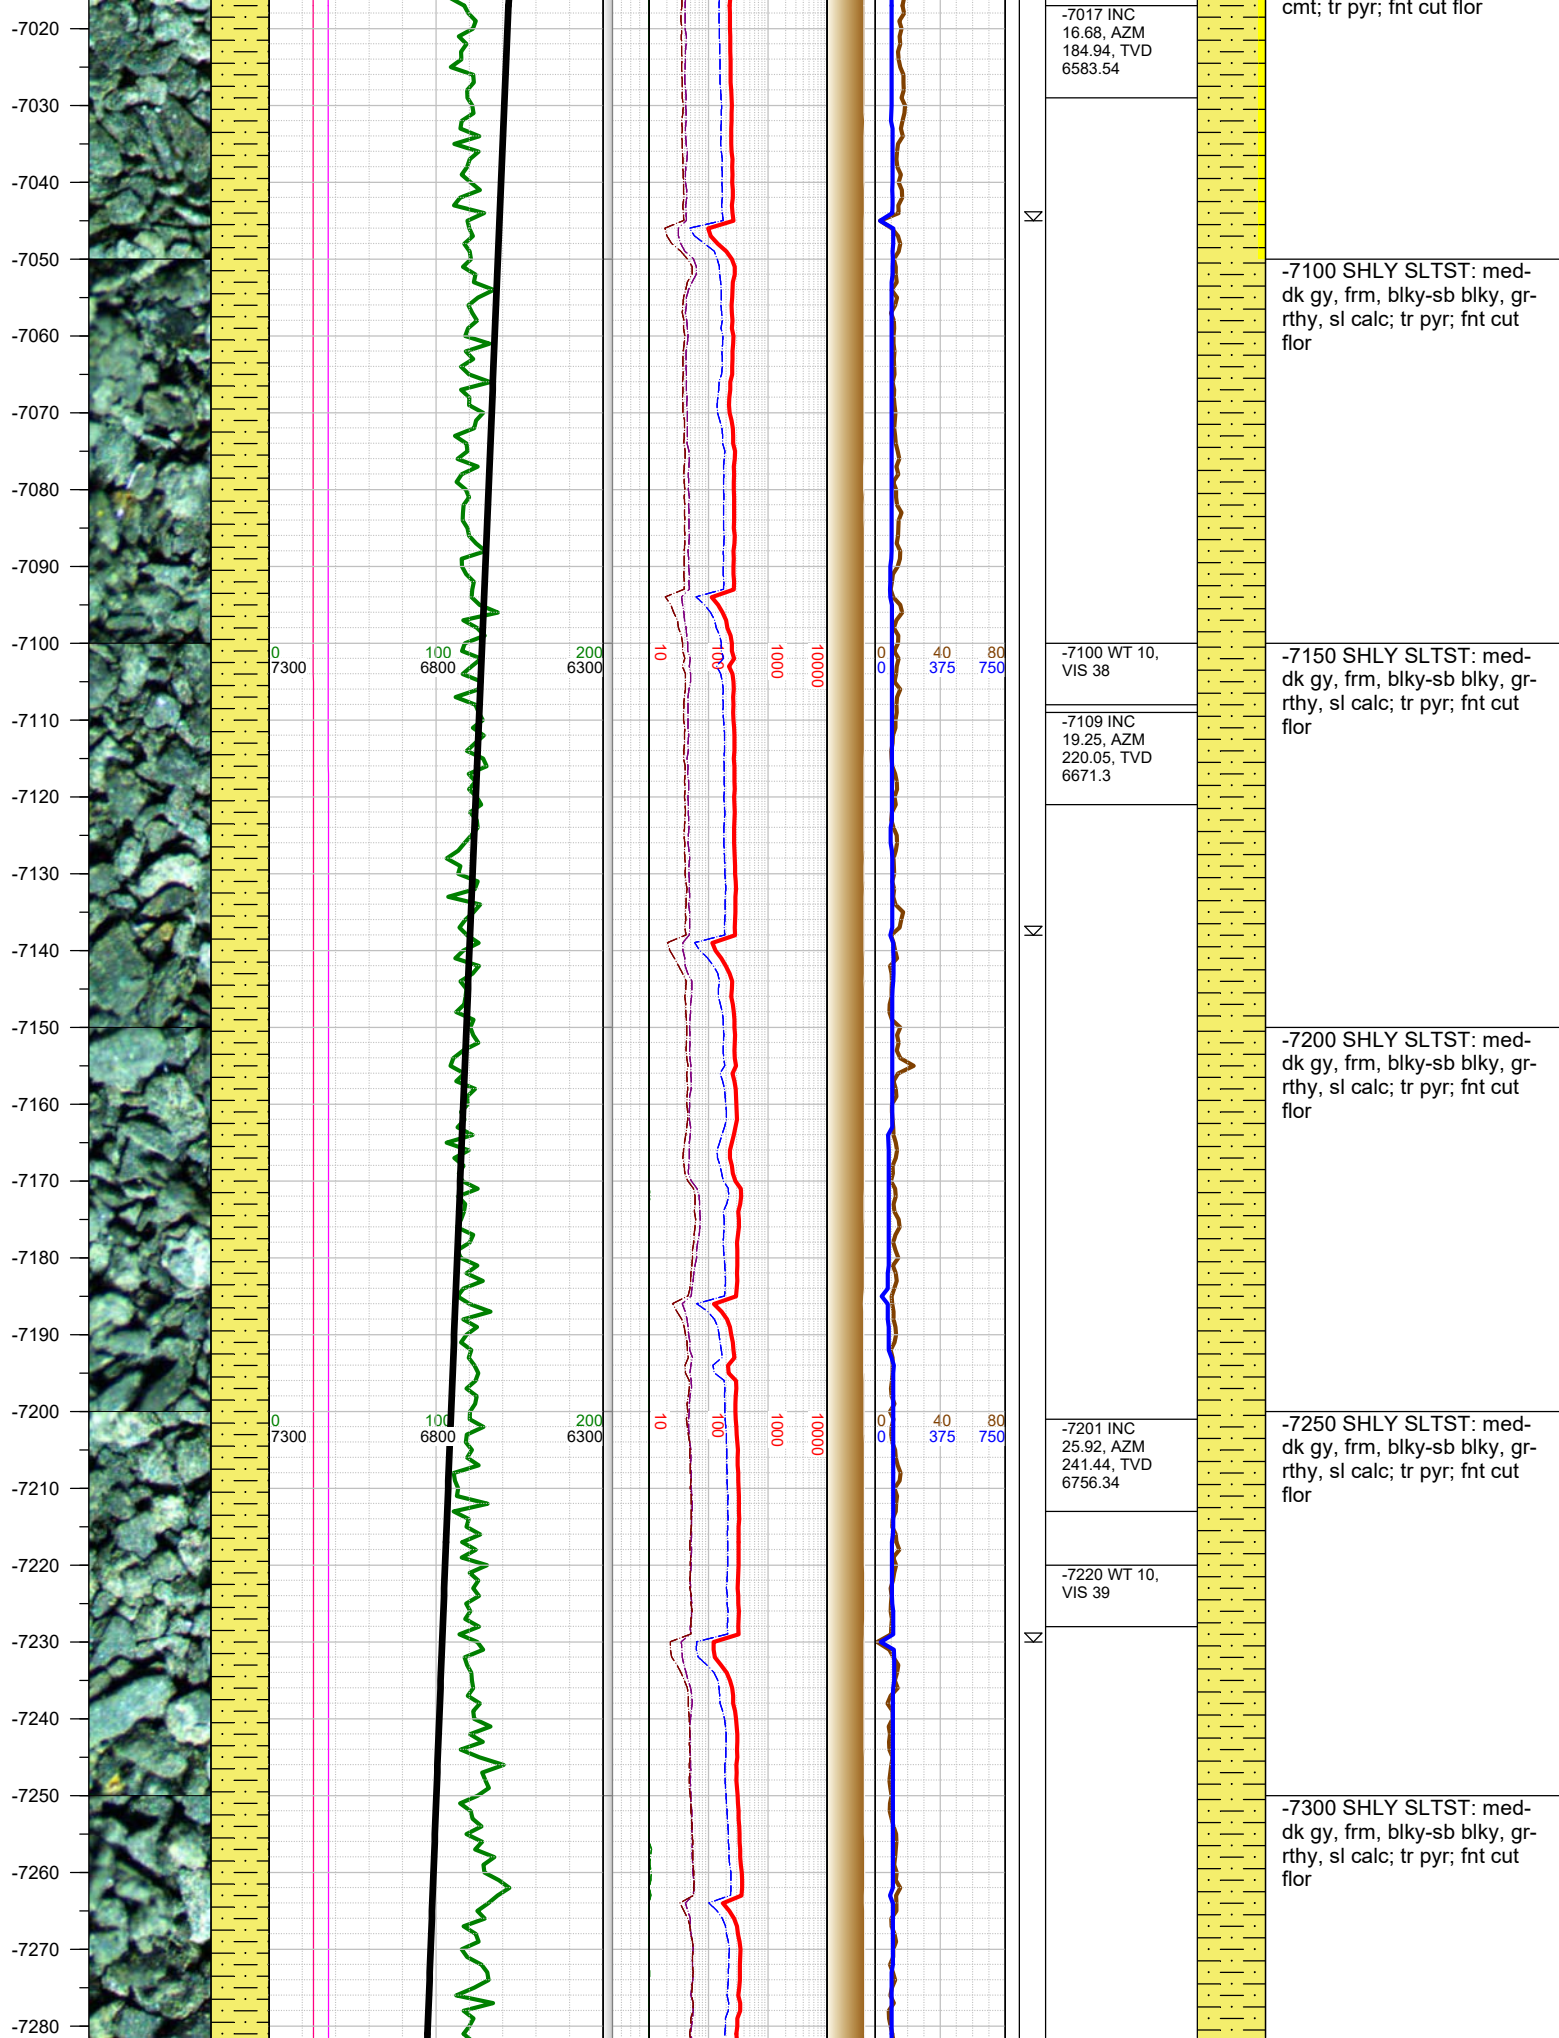 cmt; tr pyr; fnt cut flor
-7017 INC
16.68, AZM
184.94, TVD
6583.54
-7020
-7030
-7040
-7050
-7100 SHLY SLTST: med-
dk gy, frm, blky-sb blky, gr-
rthy, sl calc; tr pyr; fnt cut
flor
-7060
-7070
-7080
-7090
-7100
0 100 200
7300 6800 6300
10 100 1000 10000
0 40 80
0 375 750
-7100 WT 10,
VIS 38
-7150 SHLY SLTST: med-
dk gy, frm, blky-sb blky, gr-
rthy, sl calc; tr pyr; fnt cut
flor
-7110
-7109 INC
19.25, AZM
220.05, TVD
6671.3
-7120
-7130
-7140
-7150
-7200 SHLY SLTST: med-
dk gy, frm, blky-sb blky, gr-
rthy, sl calc; tr pyr; fnt cut
flor
-7160
-7170
-7180
-7190
-7200
0 100 200
7300 6800 6300
10 100 1000 10000
0 40 80
0 375 750
-7201 INC
25.92, AZM
241.44, TVD
6756.34
-7250 SHLY SLTST: med-
dk gy, frm, blky-sb blky, gr-
rthy, sl calc; tr pyr; fnt cut
flor
-7210
-7220
-7220 WT 10,
VIS 39
-7230
-7240
-7250
-7300 SHLY SLTST: med-
dk gy, frm, blky-sb blky, gr-
rthy, sl calc; tr pyr; fnt cut
flor
-7260
-7270
-7280